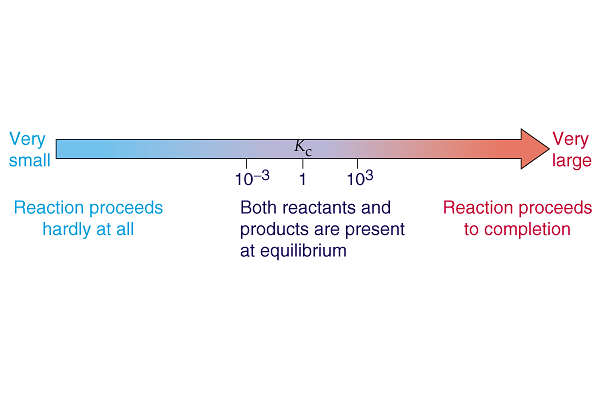 Very small
K_c
Very large
10⁻³
1
10³
Reaction proceeds
hardly at all
Both reactants and
products are present
at equilibrium
Reaction proceeds
to completion